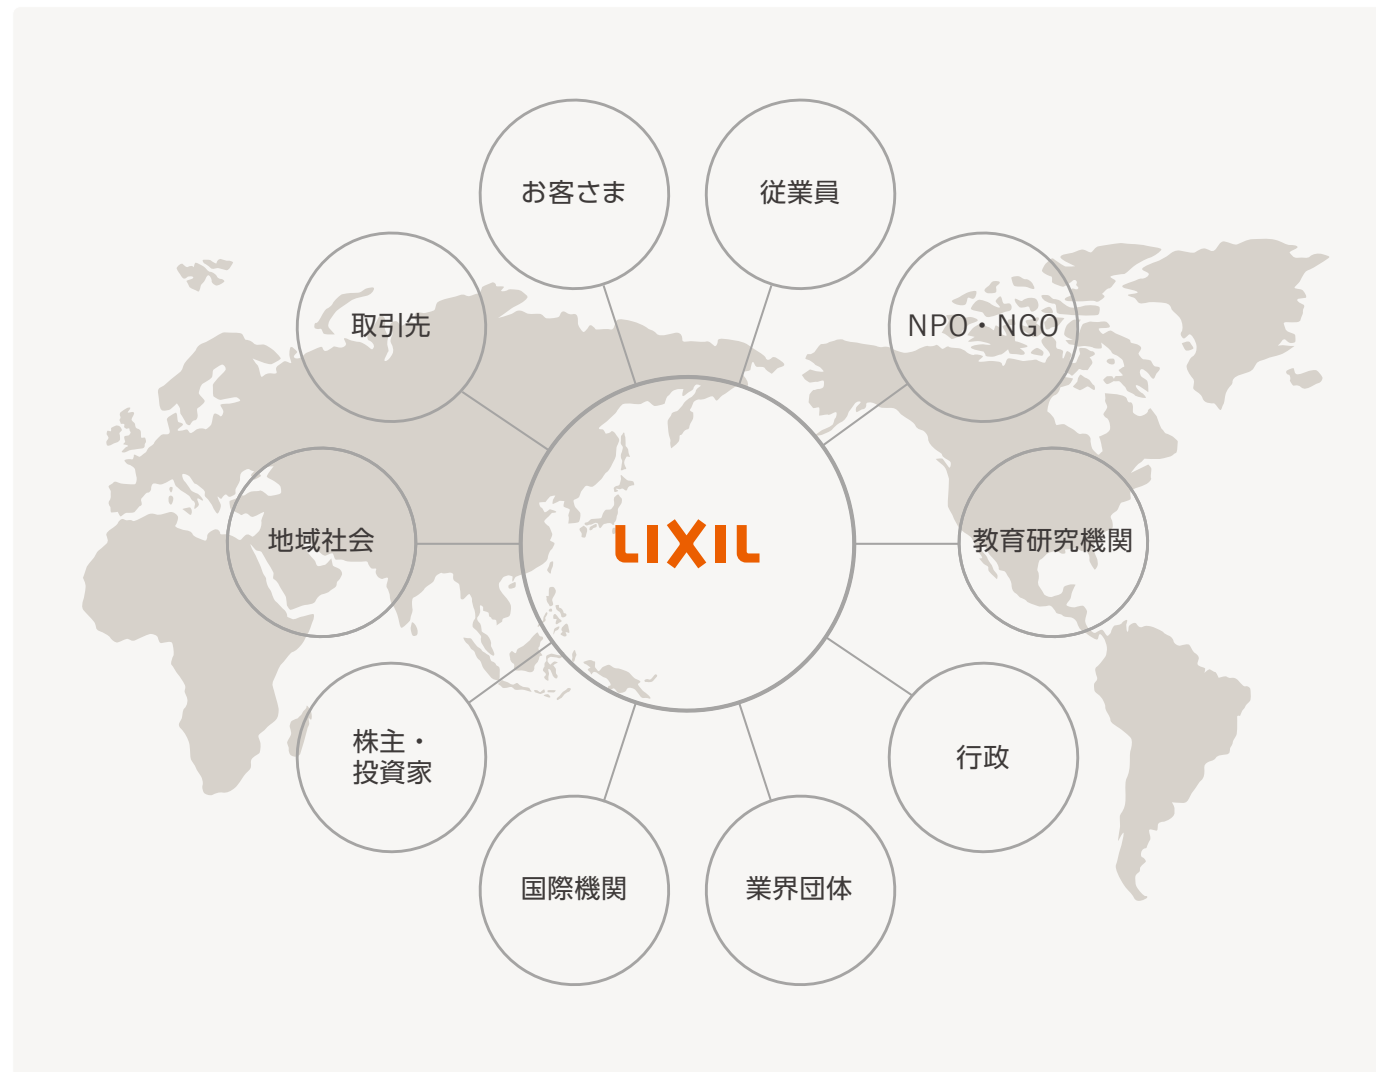 お客さま
従業員
取引先
NPO・NGO
地域社会
LIXIL
教育研究機関
株主・
投資家
行政
国際機関
業界団体